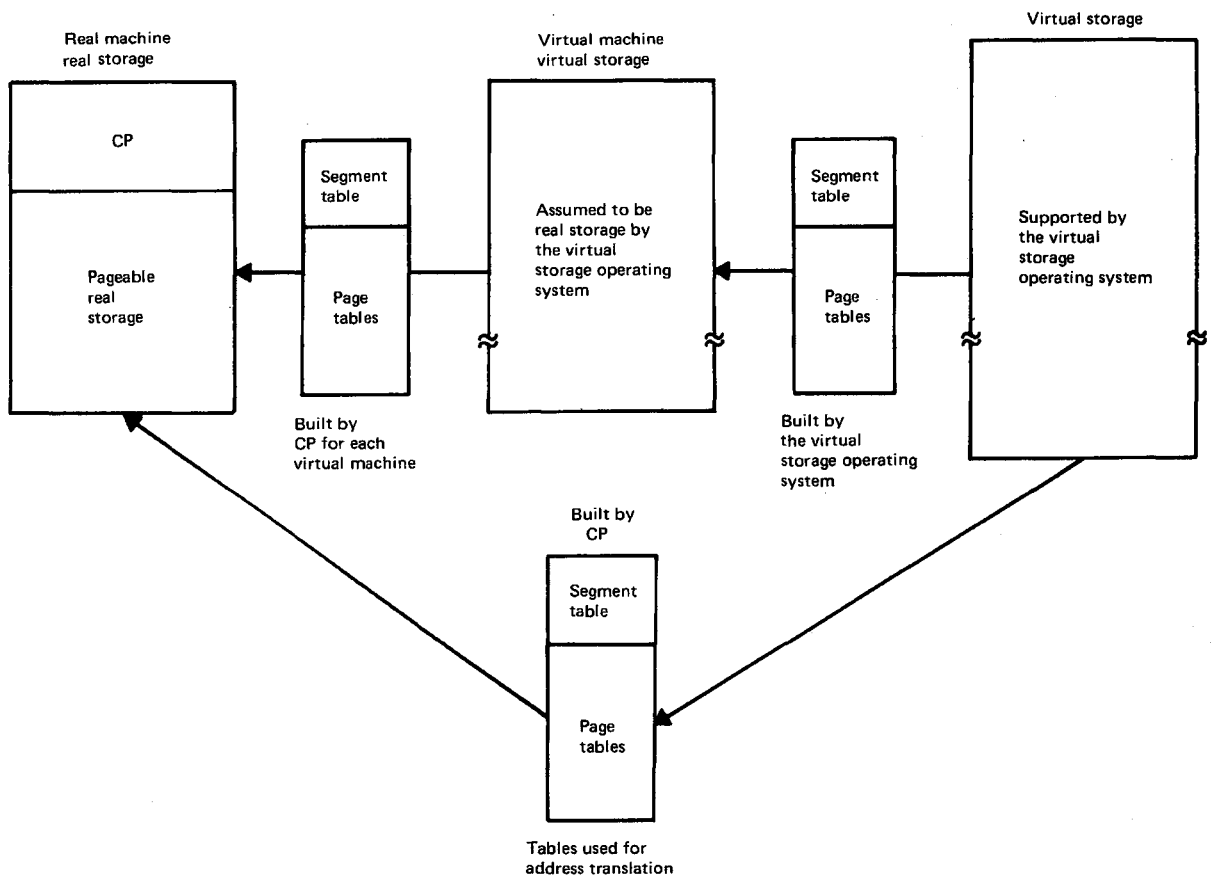 Real machine
real storage
Virtual machine
virtual storage
Virtual storage
CP
Pageable
real
storage
Segment
table
Page
tables
Built by
CP for each
virtual machine
Assumed to be
real storage by
the virtual
storage operating
system
Segment
table
Page
tables
Built by
the virtual
storage operating
system
Supported by
the virtual
storage
operating system
Built by
CP
Segment
table
Page
tables
Tables used for
address translation